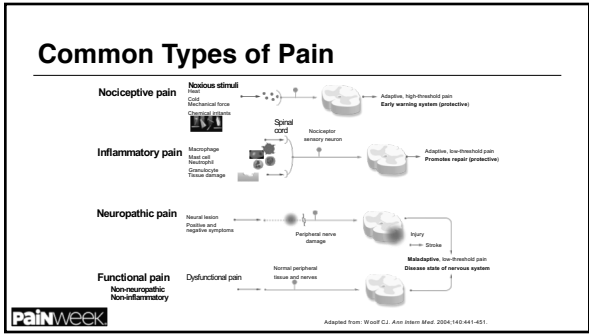 Common Types of Pain
Nociceptive pain
Noxious stimuli
Heat
Cold
Mechanical force
Chemical irritants
Adaptive, high-threshold pain
Early warning system (protective)
Spinal
cord
Nociceptor
sensory neuron
Inflammatory pain
Macrophage
Mast cell
Neutrophil
Granulocyte
Tissue damage
Adaptive, low-threshold pain
Promotes repair (protective)
Neuropathic pain
Neural lesion
Positive and
negative symptoms
Peripheral nerve
damage
Injury
Stroke
Maladaptive, low-threshold pain
Disease state of nervous system
Functional pain
Non-neuropathic
Non-inflammatory
Dysfunctional pain
Normal peripheral
tissue and nerves
PAINWEEK.
Adapted from: Woolf CJ. Ann Intern Med. 2004;140:441-451.